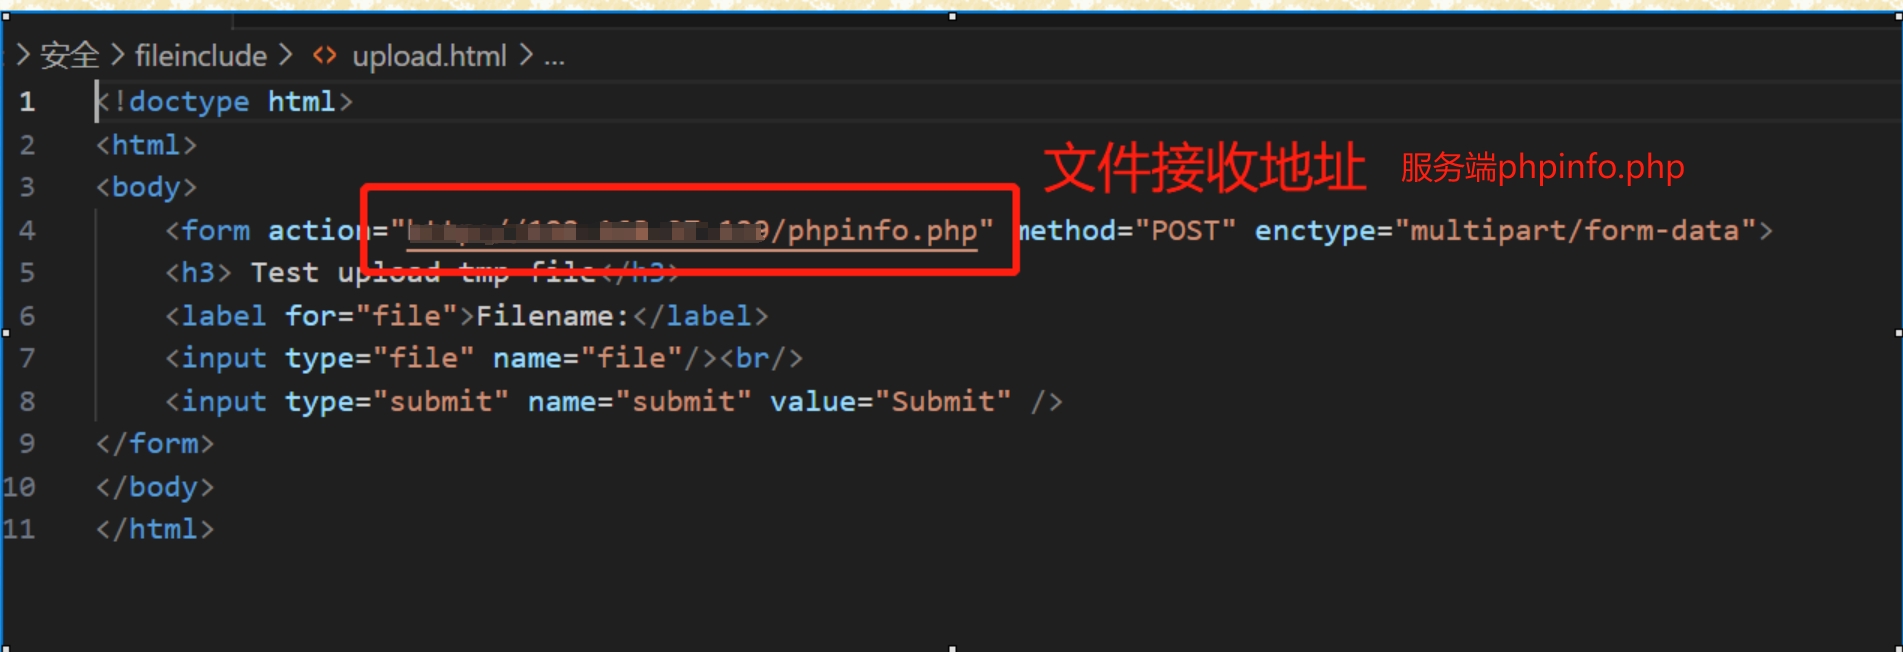 > 安全 > fileinclude > <> upload.html > ...
1 <!doctype html>
2 <html>
文件接收地址 服务端phpinfo.php
3 <body>
4 <form action="/phpinfo.php" method="POST" enctype="multipart/form-data">
5 <h3> Test upload tmp file</h3>
6 <label for="file">Filename:</label>
7 <input type="file" name="file"/><br/>
8 <input type="submit" name="submit" value="Submit" />
9 </form>
10 </body>
11 </html>